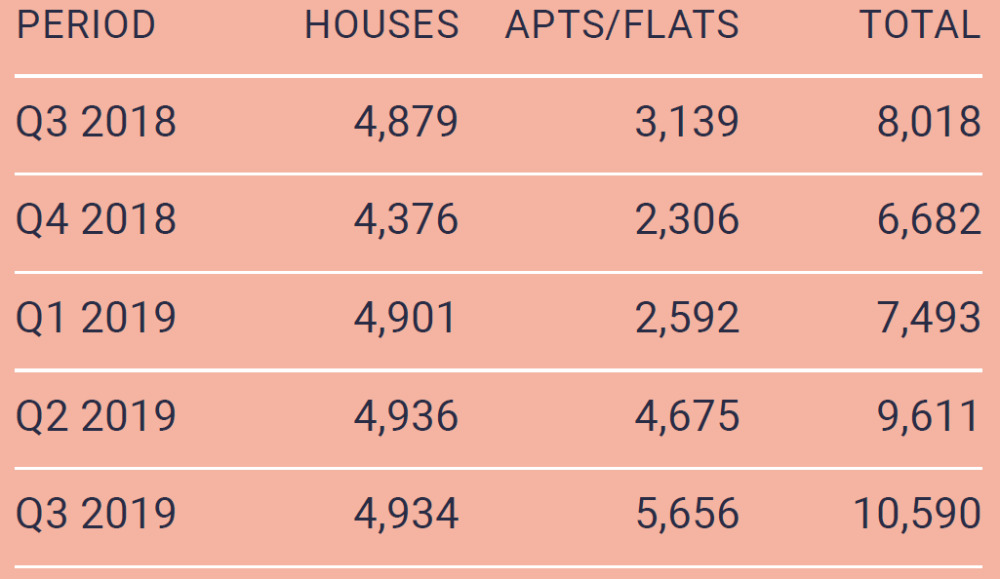 PERIOD HOUSES APTS/FLATS TOTAL
Q3 2018 4,879 3,139 8,018
Q4 2018 4,376 2,306 6,682
Q1 2019 4,901 2,592 7,493
Q2 2019 4,936 4,675 9,611
Q3 2019 4,934 5,656 10,590